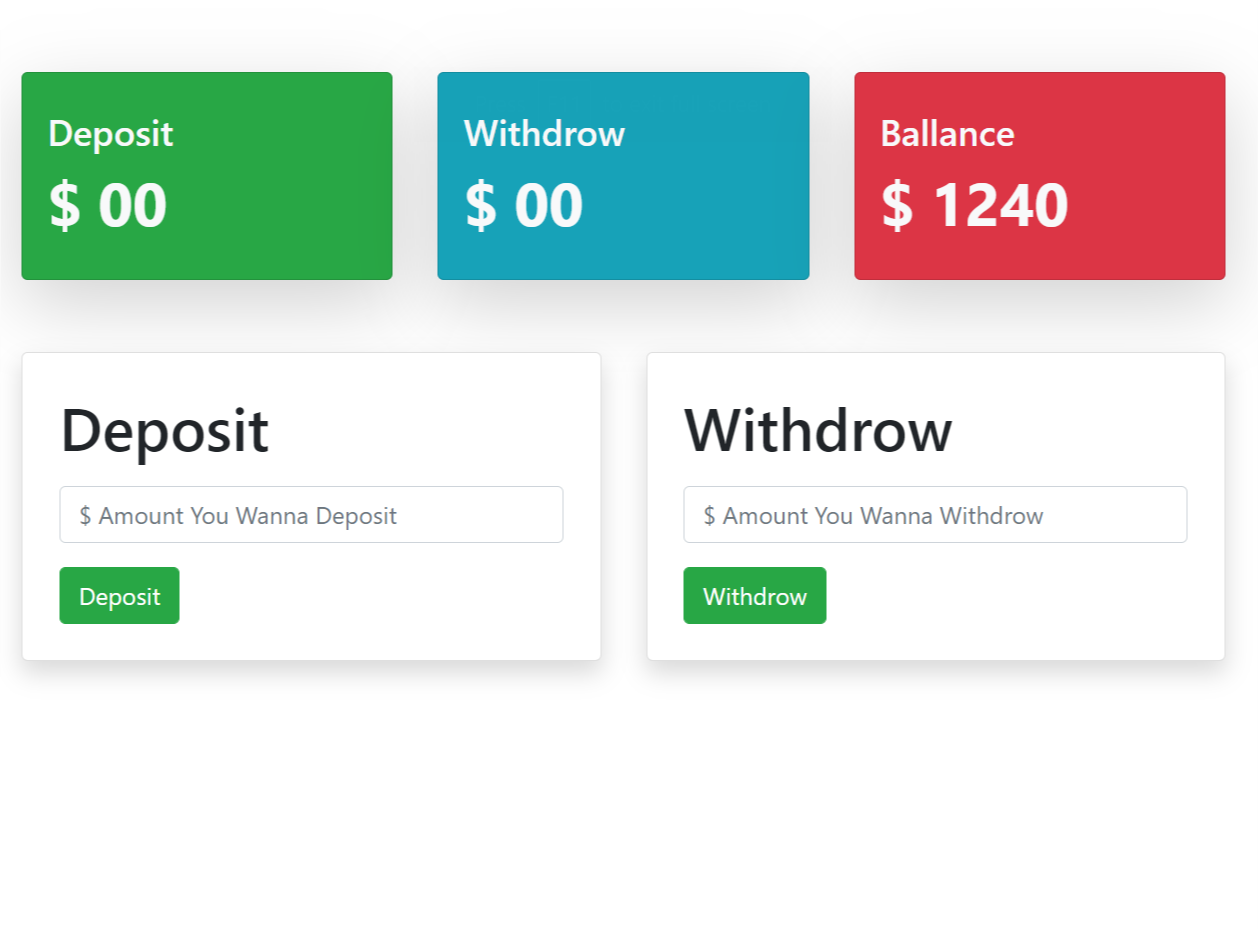 Deposit
$ 00
Withdrow
$ 00
Ballance
$ 1240
Deposit
$ Amount You Wanna Deposit
Deposit
Withdrow
$ Amount You Wanna Withdrow
Withdrow